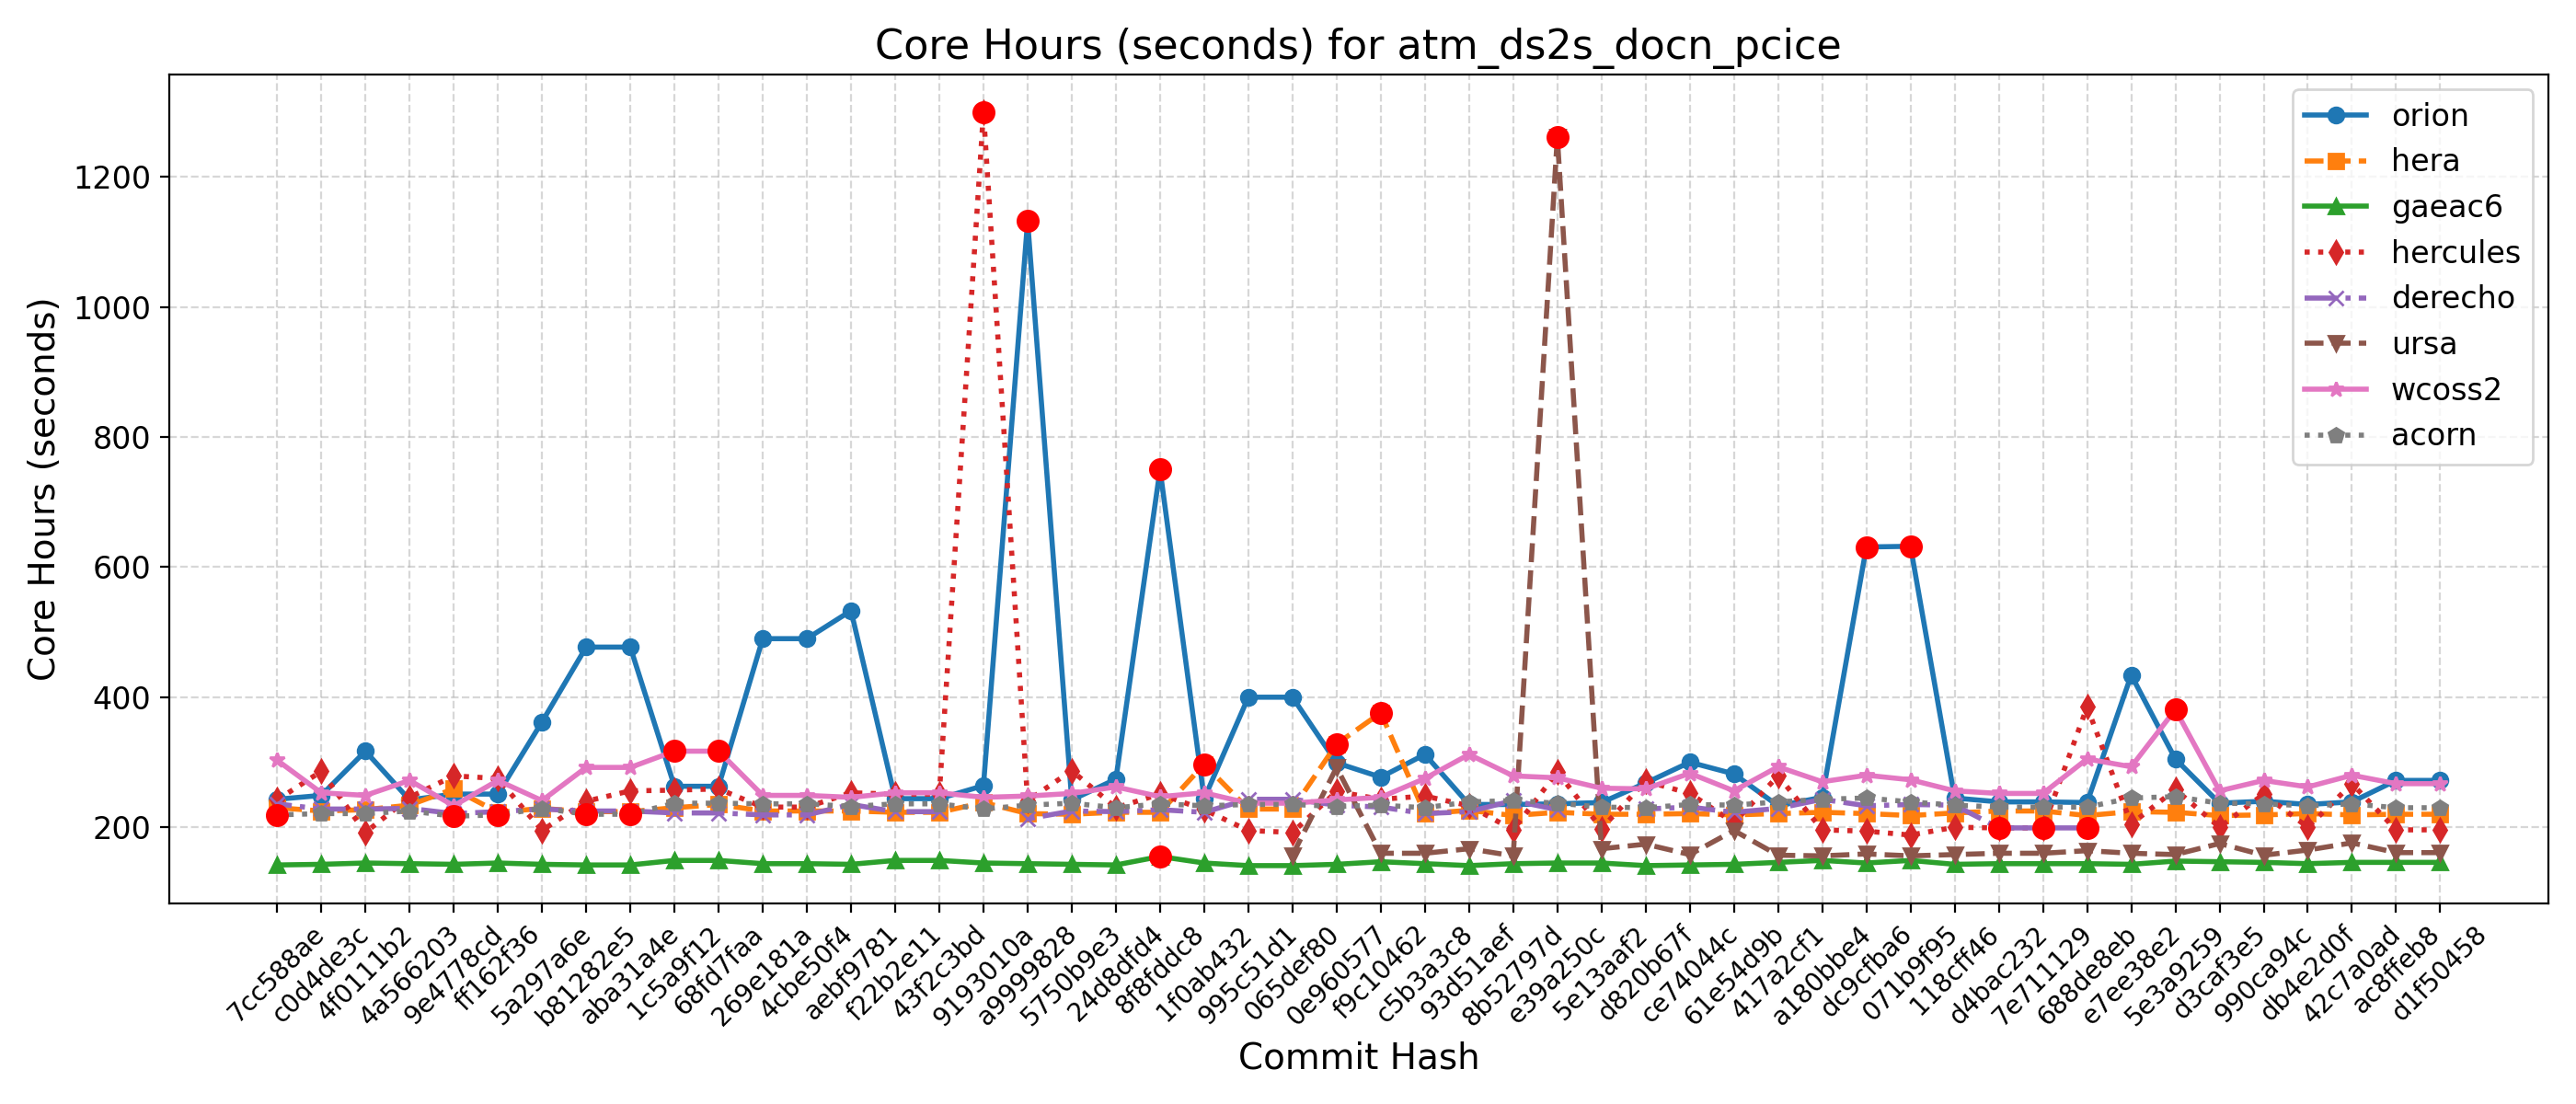 Core Hours (seconds) for atm_ds2s_docn_pcice
Core Hours (seconds)
1200
1000
800
600
400
200
orion
hera
gaeac6
hercules
derecho
ursa
wcoss2
acorn
7cc588ae
c0d4de3c
4f0111b2
4a566203
9e4778cd
ff162f36
5a297a6e
b81282e5
aba31a4e
1c5a9f12
68fd7faa
269e181a
4cbe50f4
aebf9781
f22b2e11
43f2c3bd
9193010a
a9999828
5750b9e3
24d8dfd4
8f8fddc8
1f0ab432
995c51d1
065def80
0e960577
f9c10462
c5b3a3c8
93d51aef
8b52797d
e39a250c
5e13aaf2
d820b67f
ce74044c
61e54d9b
417a2cf1
a180bbe4
dc9cfba6
071b9f95
118cff46
d4bac232
7e711129
688de8eb
e7ee38e2
5e3a9259
d3caf3e5
990ca94c
db4e2d0f
42c7a0ad
ac8ffeb8
d1f50458
Commit Hash